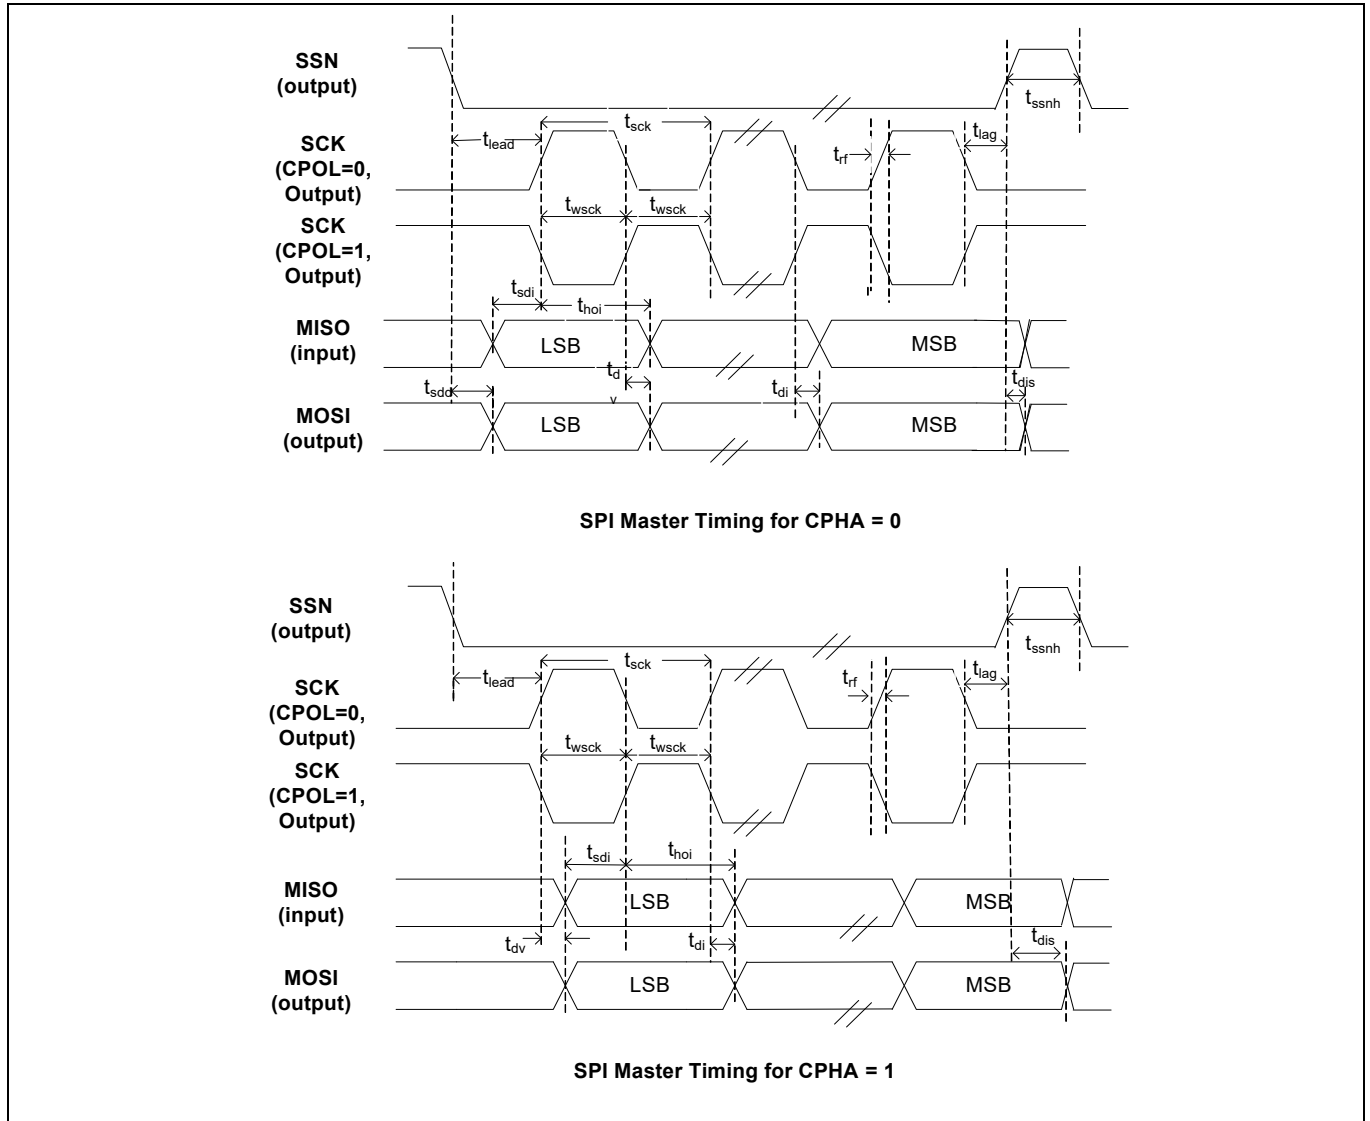 SSN
(output)
t_ssnh
t_sck
t_lead
t_lag
SCK
(CPOL=0,
Output)
t_rf
t_wsck
t_wsck
SCK
(CPOL=1,
Output)
t_sdi
t_hoi
MISO
(input)
LSB
MSB
t_d
v
t_sdd
t_di
t_dis
MOSI
(output)
LSB
MSB
SPI Master Timing for CPHA = 0
SSN
(output)
t_ssnh
t_sck
t_lead
t_rf
t_lag
SCK
(CPOL=0,
Output)
t_wsck
t_wsck
SCK
(CPOL=1,
Output)
t_sdi
t_hoi
MISO
(input)
LSB
MSB
t_dv
t_di
t_dis
MOSI
(output)
LSB
MSB
SPI Master Timing for CPHA = 1